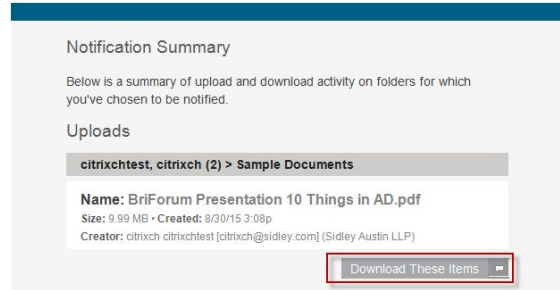 Notification Summary
Below is a summary of upload and download activity on folders for which
you've chosen to be notified.
Uploads
citrixchtest, citrixch (2) > Sample Documents
Name: BriForum Presentation 10 Things in AD.pdf
Size: 9.99 MB • Created: 8/30/15 3:08p
Creator: citrixch citrixchtest [citrixch@sidley.com] (Sidley Austin LLP)
Download These Items